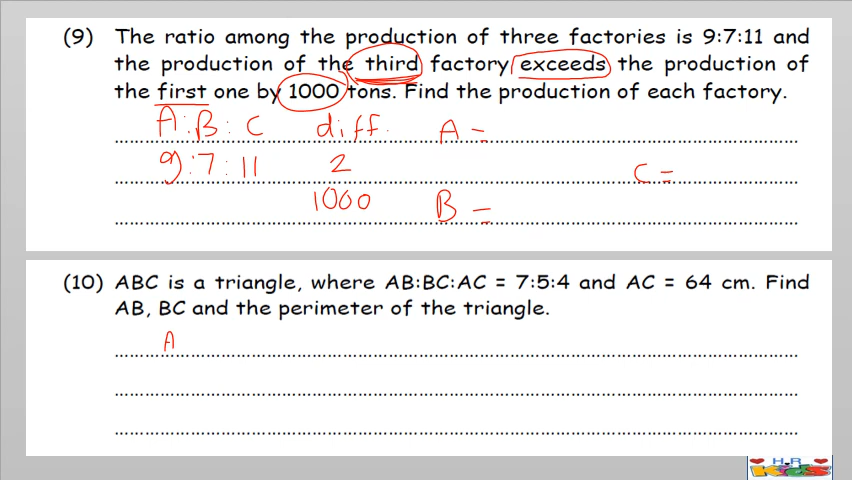 (9) The ratio among the production of three factories is 9:7:11 and
the production of the third factory exceeds the production of
the first one by 1000 tons. Find the production of each factory.
A:B:C diff. A =
9:7:11 2 C =
1000 B =
(10) ABC is a triangle, where AB:BC:AC = 7:5:4 and AC = 64 cm. Find
AB, BC and the perimeter of the triangle.
A
H.R
KiDS